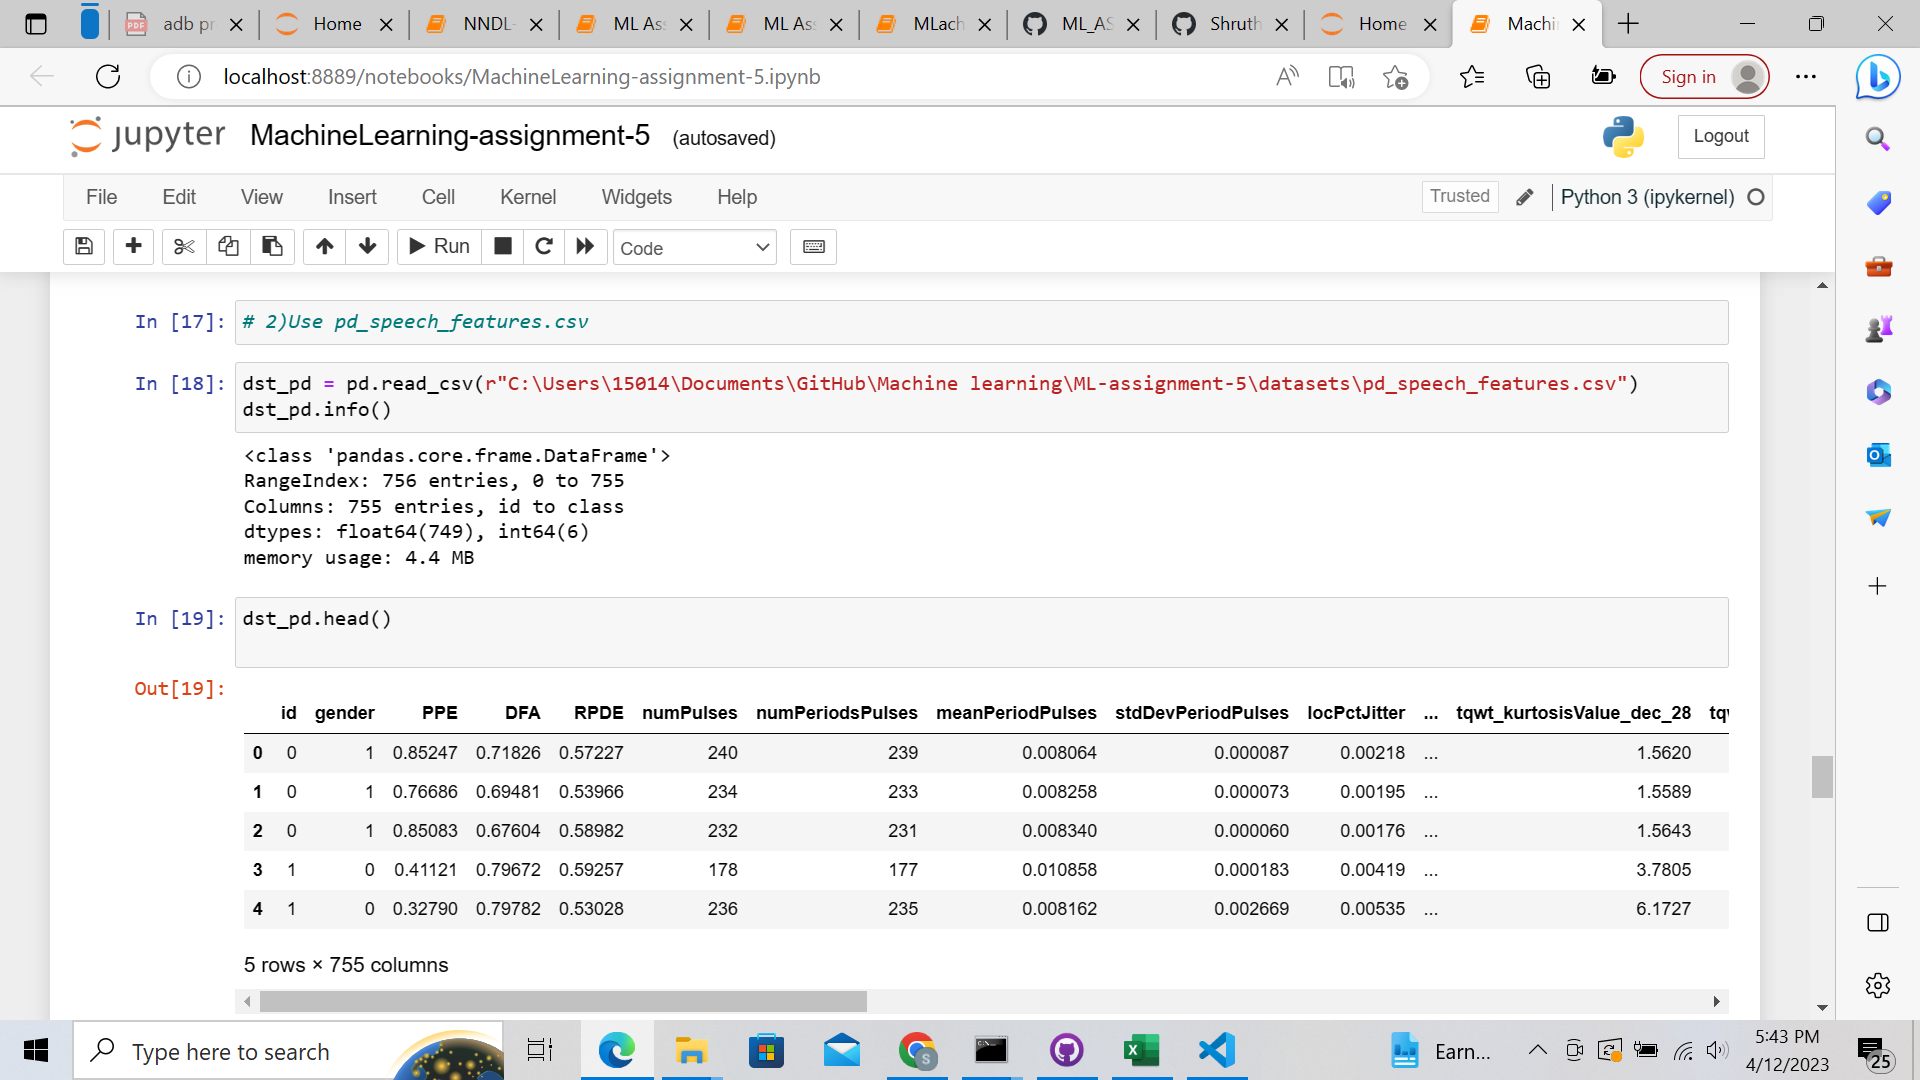 adb pr
Home
NNDL-
ML Ass
ML Ass
MLach
ML_AS
Shruth
Home
Machi
localhost:8889/notebooks/MachineLearning-assignment-5.ipynb
Sign in
jupyter MachineLearning-assignment-5 (autosaved)
Logout
File Edit View Insert Cell Kernel Widgets Help
Trusted
Python 3 (ipykernel)
Run
Code
In [17]: # 2)Use pd_speech_features.csv
In [18]: dst_pd = pd.read_csv(r"C:\Users\15014\Documents\GitHub\Machine learning\ML-assignment-5\datasets\pd_speech_features.csv")
dst_pd.info()
<class 'pandas.core.frame.DataFrame'>
RangeIndex: 756 entries, 0 to 755
Columns: 755 entries, id to class
dtypes: float64(749), int64(6)
memory usage: 4.4 MB
In [19]: dst_pd.head()
Out[19]:
id gender PPE DFA RPDE numPulses numPeriodsPulses meanPeriodPulses stdDevPeriodPulses locPctJitter ... tqwt_kurtosisValue_dec_28 tqw
0 0 1 0.85247 0.71826 0.57227 240 239 0.008064 0.000087 0.00218 ... 1.5620
1 0 1 0.76686 0.69481 0.53966 234 233 0.008258 0.000073 0.00195 ... 1.5589
2 0 1 0.85083 0.67604 0.58982 232 231 0.008340 0.000060 0.00176 ... 1.5643
3 1 0 0.41121 0.79672 0.59257 178 177 0.010858 0.000183 0.00419 ... 3.7805
4 1 0 0.32790 0.79782 0.53028 236 235 0.008162 0.002669 0.00535 ... 6.1727
5 rows × 755 columns
Type here to search
Earn...
5:43 PM
4/12/2023
25